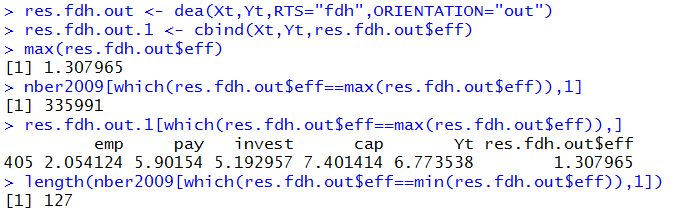 > res.fdh.out <- dea(Xt,Yt,RTS="fdh",ORIENTATION="out")
> res.fdh.out.1 <- cbind(Xt,Yt,res.fdh.out$eff)
> max(res.fdh.out$eff)
[1] 1.307965
> nber2009[which(res.fdh.out$eff==max(res.fdh.out$eff)),1]
[1] 335991
> res.fdh.out.1[which(res.fdh.out$eff==max(res.fdh.out$eff)),]
emp pay invest cap Yt res.fdh.out$eff
405 2.054124 5.90154 5.192957 7.401414 6.773538 1.307965
> length(nber2009[which(res.fdh.out$eff==min(res.fdh.out$eff)),1])
[1] 127